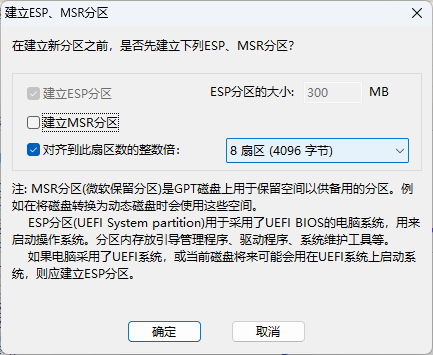 建立ESP、MSR分区
在建立新分区之前，是否先建立下列ESP、MSR分区？
建立ESP分区 ESP分区的大小: 300 MB
建立MSR分区
对齐到此扇区数的整数倍： 8 扇区 (4096 字节)
注: MSR分区(微软保留分区)是GPT磁盘上用于保留空间以供备用的分区。例
如在将磁盘转换为动态磁盘时会使用这些空间。
ESP分区(UEFI System partition)用于采用了UEFI BIOS的电脑系统，用来
启动操作系统。分区内存放引导管理程序、驱动程序、系统维护工具等。
如果电脑采用了UEFI系统，或当前磁盘将来可能会用在UEFI系统上启动系
统，则应建立ESP分区。
确定 取消